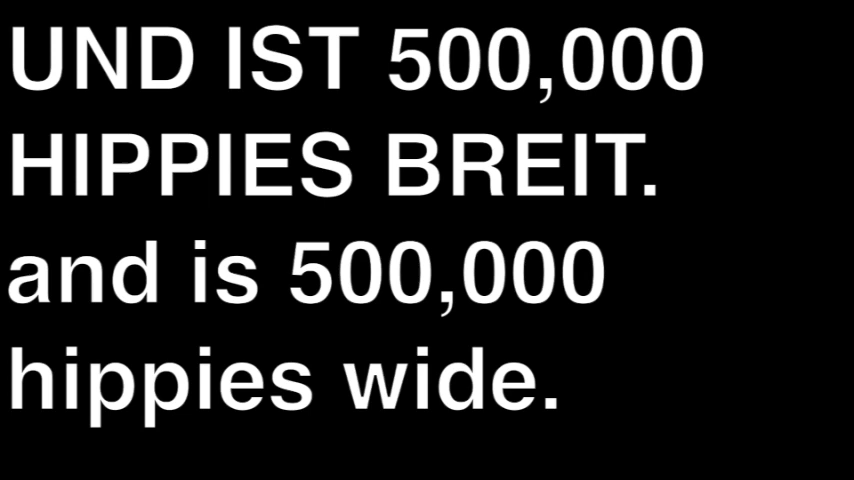 UND IST 500,000
HIPPIES BREIT.
and is 500,000
hippies wide.